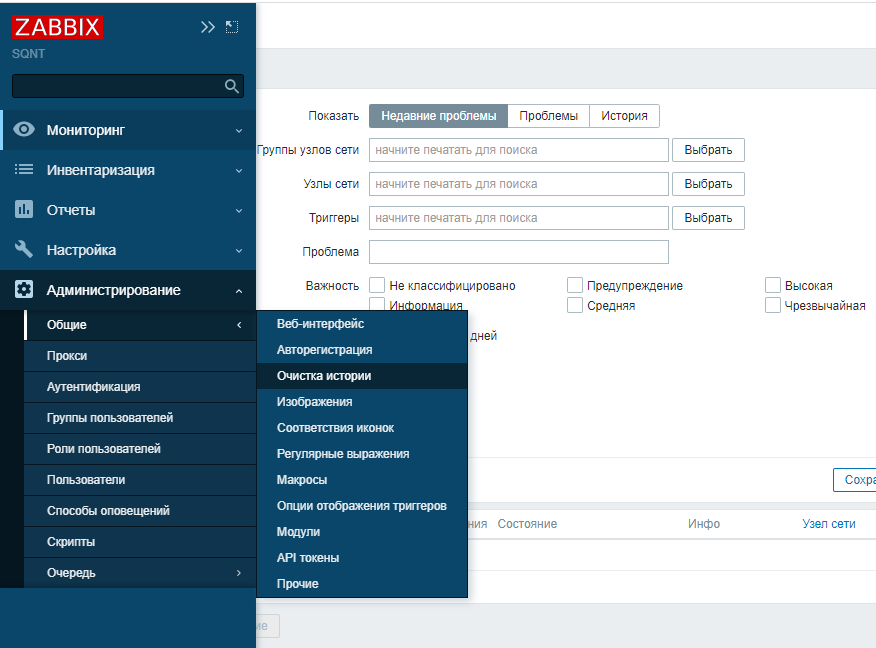 ZABBIX
SQNT
Мониторинг
Инвентаризация
Отчеты
Настройка
Администрирование
Общие
Прокси
Аутентификация
Группы пользователей
Роли пользователей
Пользователи
Способы оповещений
Скрипты
Очередь
Веб-интерфейс
Авторегистрация
Очистка истории
Изображения
Соответствия иконок
Регулярные выражения
Макросы
Опции отображения триггеров
Модули
API токены
Прочие
Показать Недавние проблемы Проблемы История
Группы узлов сети начните печатать для поиска Выбрать
Узлы сети начните печатать для поиска Выбрать
Триггеры начните печатать для поиска Выбрать
Проблема
Важность Не классифицировано Предупреждение Высокая
Информация Средняя Чрезвычайная
дней
Сохра
ния Состояние Инфо Узел сети
ие